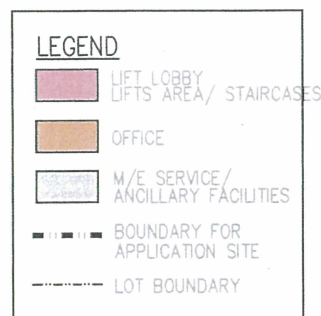 LEGEND
LIFT LOBBY
LIFTS AREA/ STAIRCASES
OFFICE
M/E SERVICE/
ANCILLARY FACILITIES
BOUNDARY FOR
APPLICATION SITE
LOT BOUNDARY